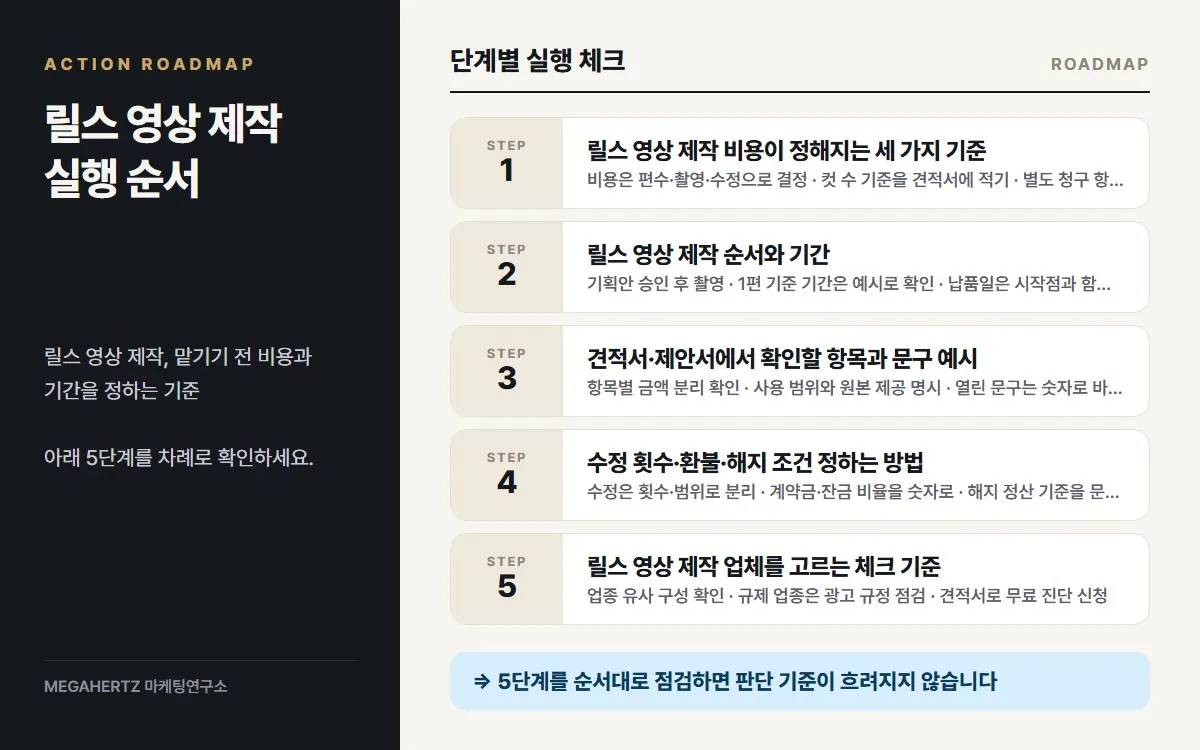 ACTION ROADMAP
릴스 영상 제작
실행 순서
릴스 영상 제작, 맡기기 전 비용과
기간을 정하는 기준
아래 5단계를 차례로 확인하세요.
MEGAHERTZ 마케팅연구소
단계별 실행 체크
ROADMAP
STEP
1
릴스 영상 제작 비용이 정해지는 세 가지 기준
비용은 편수·촬영·수정으로 결정 · 컷 수 기준을 견적서에 적기 · 별도 청구 항...
STEP
2
릴스 영상 제작 순서와 기간
기획안 승인 후 촬영 · 1편 기준 기간은 예시로 확인 · 납품일은 시작점과 함...
STEP
3
견적서·제안서에서 확인할 항목과 문구 예시
항목별 금액 분리 확인 · 사용 범위와 원본 제공 명시 · 열린 문구는 숫자로 바...
STEP
4
수정 횟수·환불·해지 조건 정하는 방법
수정은 횟수·범위로 분리 · 계약금·잔금 비율을 숫자로 · 해지 정산 기준을 문...
STEP
5
릴스 영상 제작 업체를 고르는 체크 기준
업종 유사 구성 확인 · 규제 업종은 광고 규정 점검 · 견적서로 무료 진단 신청
→ 5단계를 순서대로 점검하면 판단 기준이 흐려지지 않습니다